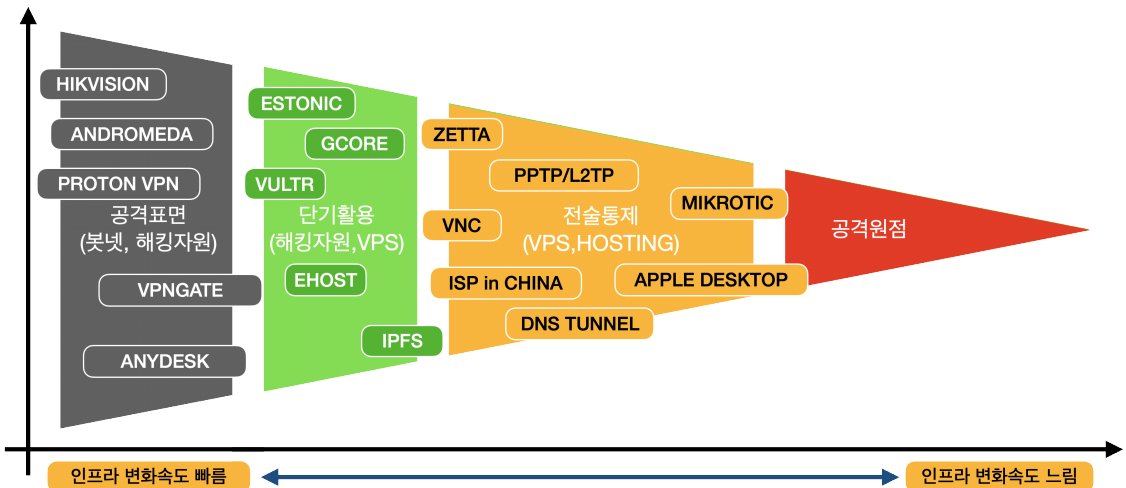 HIKVISION
ANDROMEDA
PROTON VPN
공격표면
(봇넷, 해킹자원)
VPNGATE
ANYDESK
ESTONIC
GCORE
VULTR
단기활용
(해킹자원,VPS)
EHOST
IPFS
ZETTA
PPTP/L2TP
MIKROTIC
VNC
전술통제
(VPS,HOSTING)
ISP in CHINA
APPLE DESKTOP
DNS TUNNEL
공격원점
인프라 변화속도 빠름
인프라 변화속도 느림